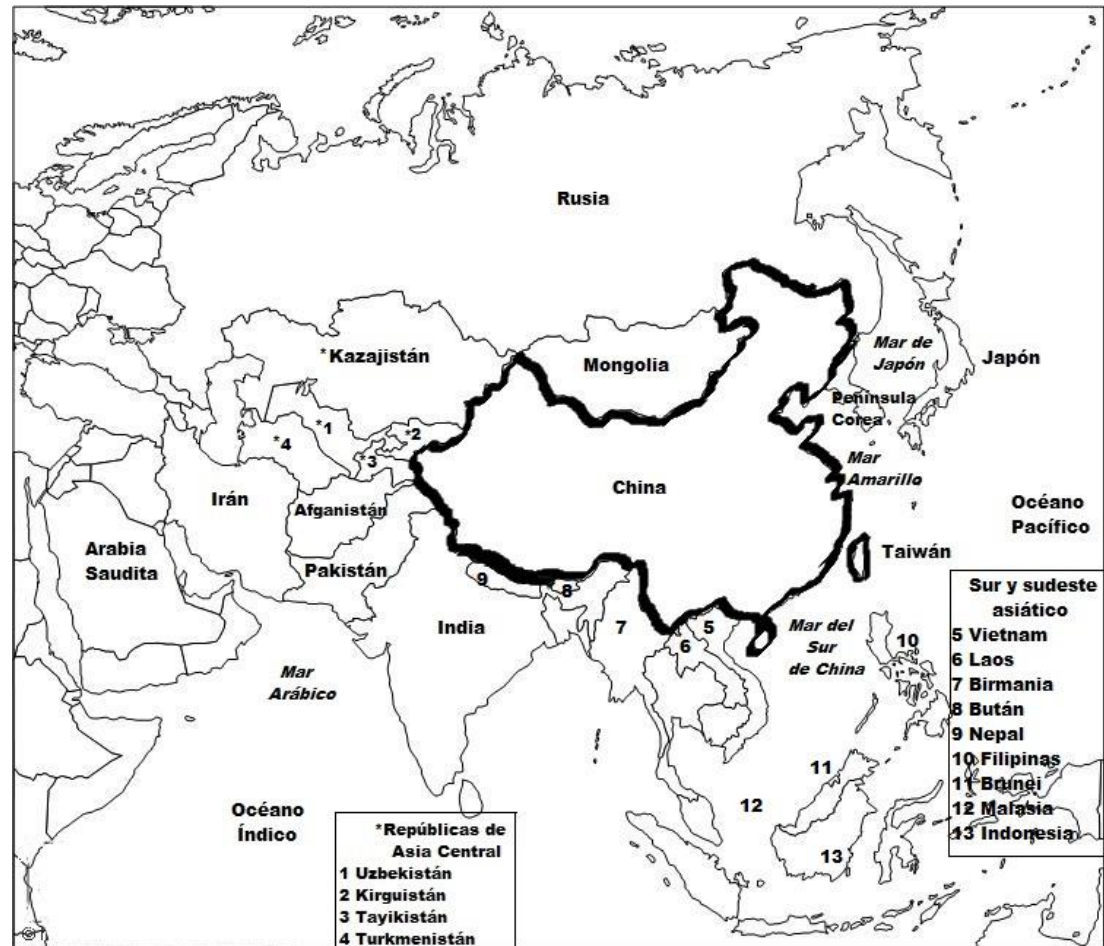 Rusia
*Kazajistán
Mongolia
Mar de
Japón
Japón
Península
Corea
*1
*2
*4
*3
Mar
Amarillo
China
Irán
Afganistán
Océano
Pacífico
Arabia
Saudita
Taiwán
Pakistán
9
8
India
7
5
6
Mar del
Sur
de China
10
Mar
Arábico
11
12
13
Océano
Índico
Sur y sudeste
asiático
5 Vietnam
6 Laos
7 Birmania
8 Bután
9 Nepal
10 Filipinas
11 Brunei
12 Malasia
13 Indonesia
*Repúblicas de
Asia Central
1 Uzbekistán
2 Kirguistán
3 Tayikistán
4 Turkmenistán